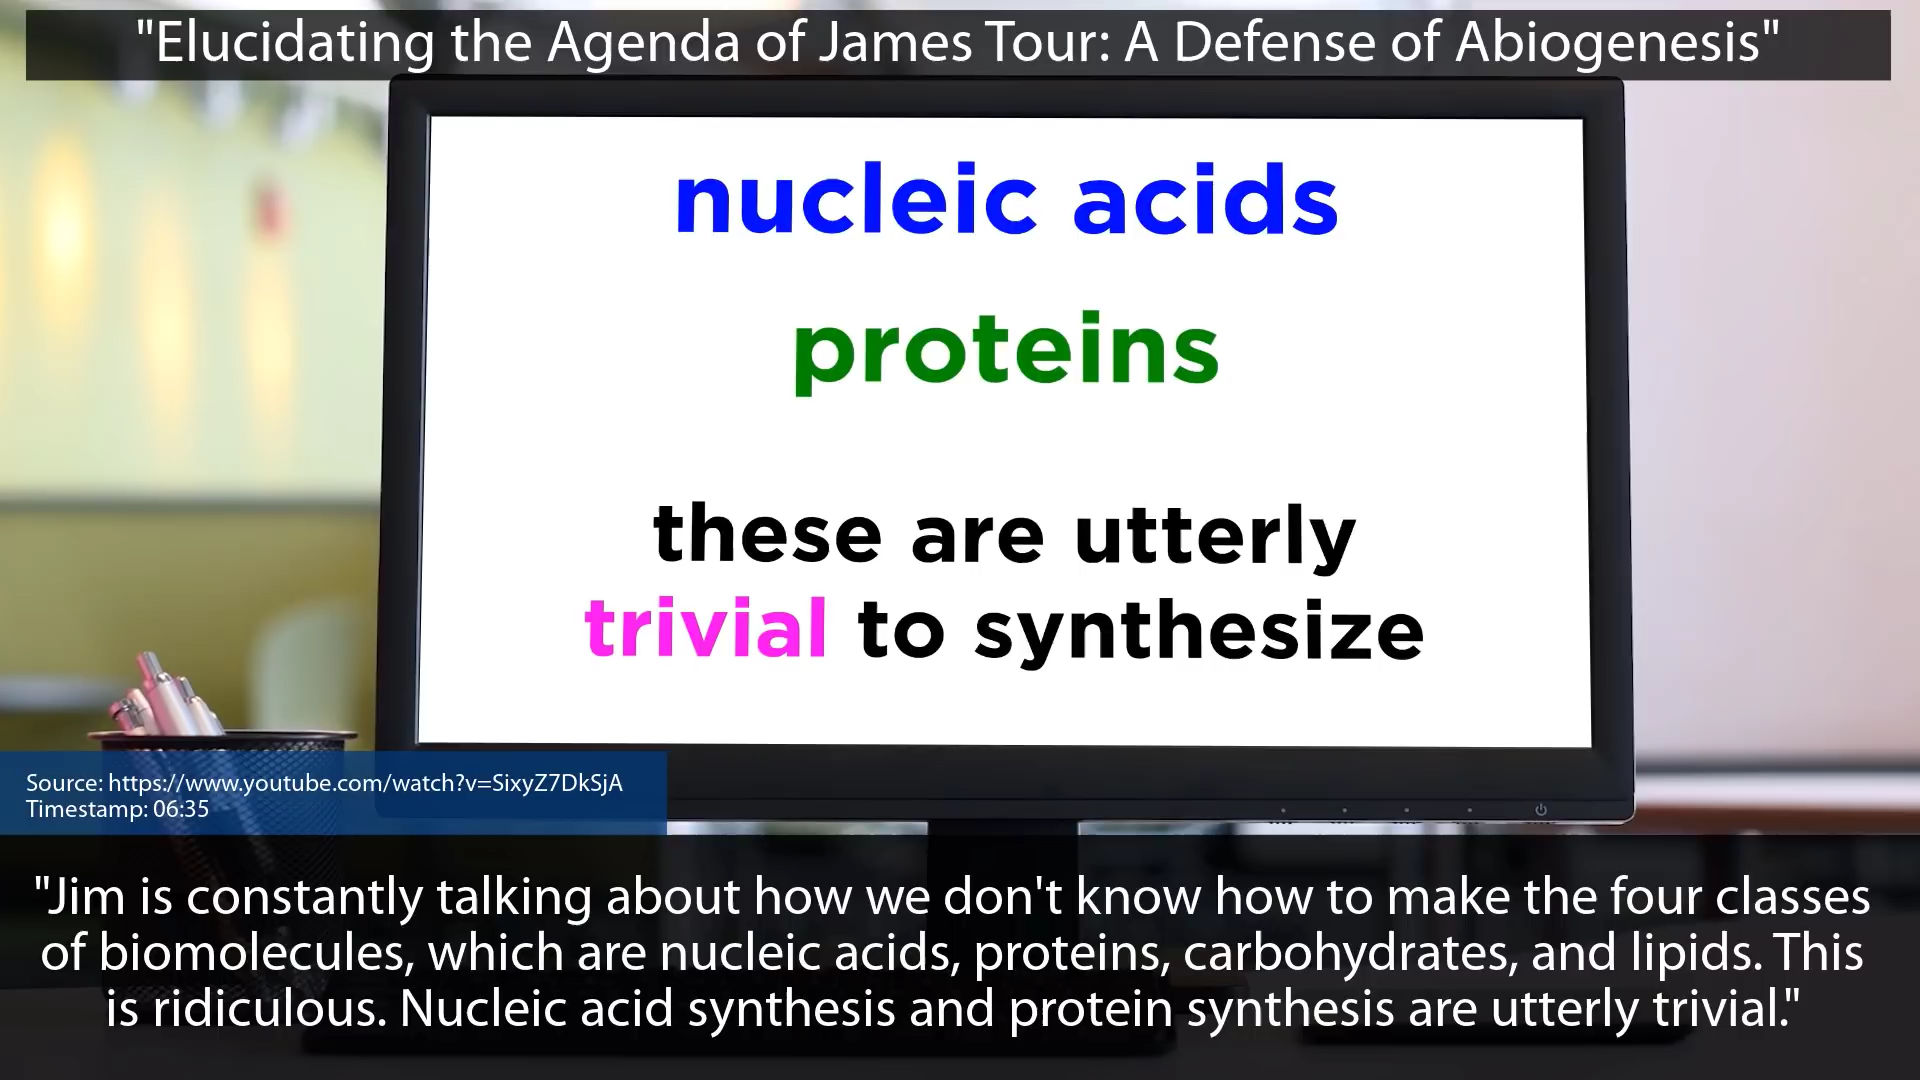 "Elucidating the Agenda of James Tour: A Defense of Abiogenesis"
nucleic acids
proteins
these are utterly
trivial to synthesize
Source: https://www.youtube.com/watch?v=SixyZ7DkSjA
Timestamp: 06:35
"Jim is constantly talking about how we don't know how to make the four classes
of biomolecules, which are nucleic acids, proteins, carbohydrates, and lipids. This
is ridiculous. Nucleic acid synthesis and protein synthesis are utterly trivial."